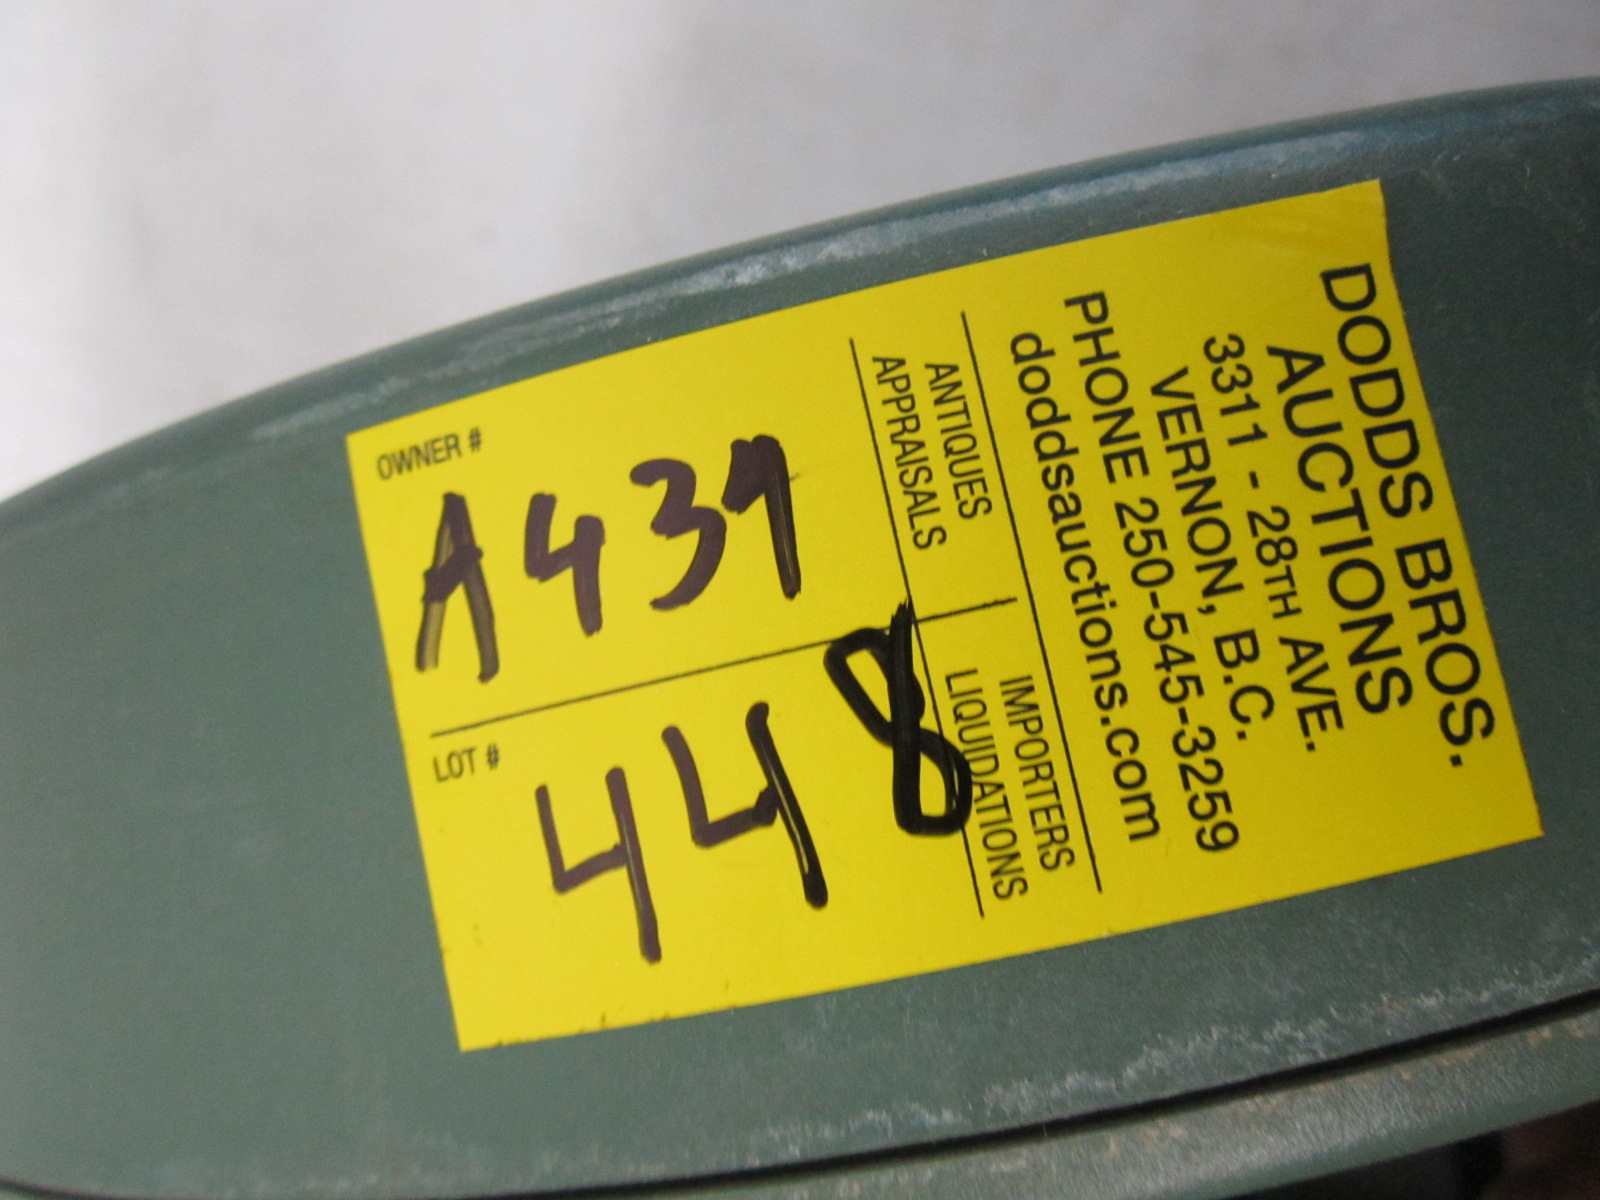 DODDS BROS.
AUCTIONS
3311 - 28TH AVE.
VERNON, B.C.
PHONE 250-545-3259
doddsauctions.com
ANTIQUES IMPORTERS
APPRAISALS LIQUIDATIONS
OWNER # LOT #
A439 448